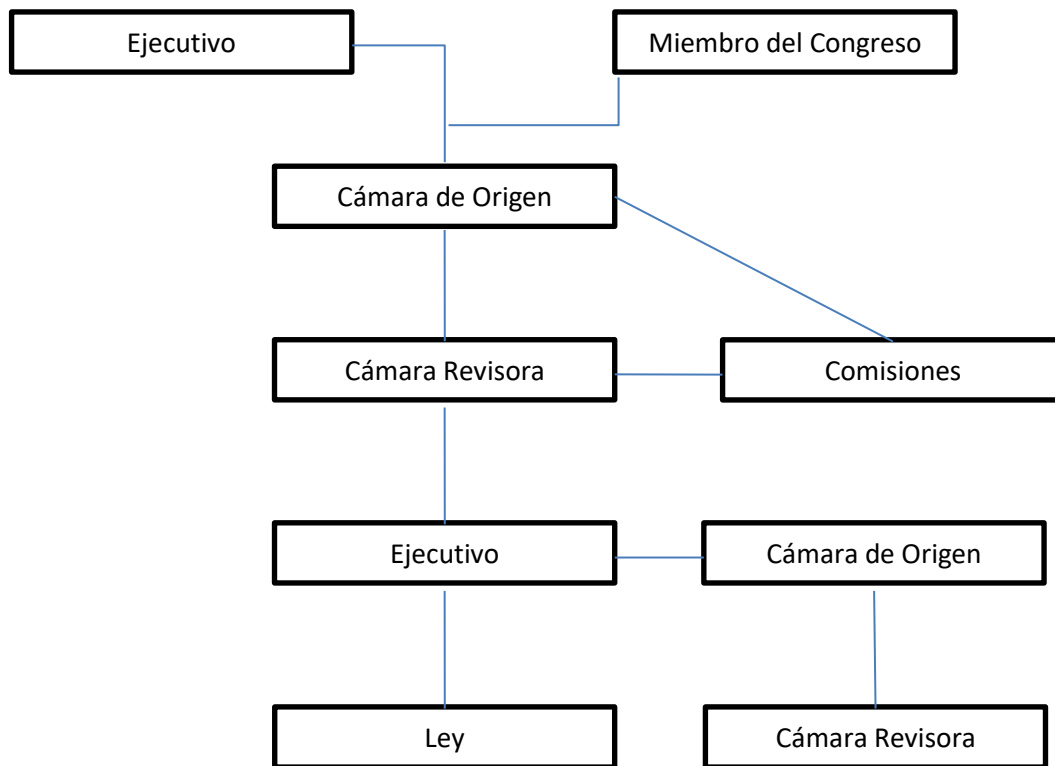 Ejecutivo
Miembro del Congreso
Cámara de Origen
Cámara Revisora
Comisiones
Ejecutivo
Cámara de Origen
Ley
Cámara Revisora